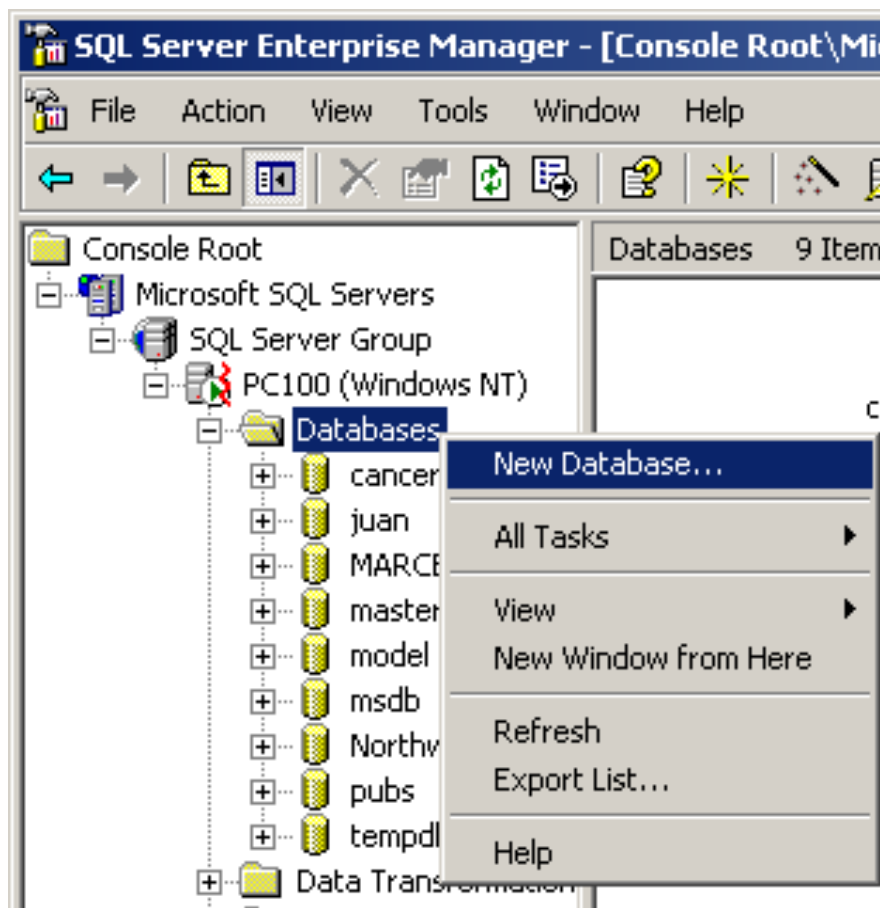 SQL Server Enterprise Manager - [Console Root\Mi
File Action View Tools Window Help
Console Root
Microsoft SQL Servers
SQL Server Group
PC100 (Windows NT)
Databases
cancer
juan
MARCE
master
model
msdb
Northw
pubs
tempd
Data Transformation
Databases 9 Item
c
New Database...
All Tasks
View
New Window from Here
Refresh
Export List...
Help